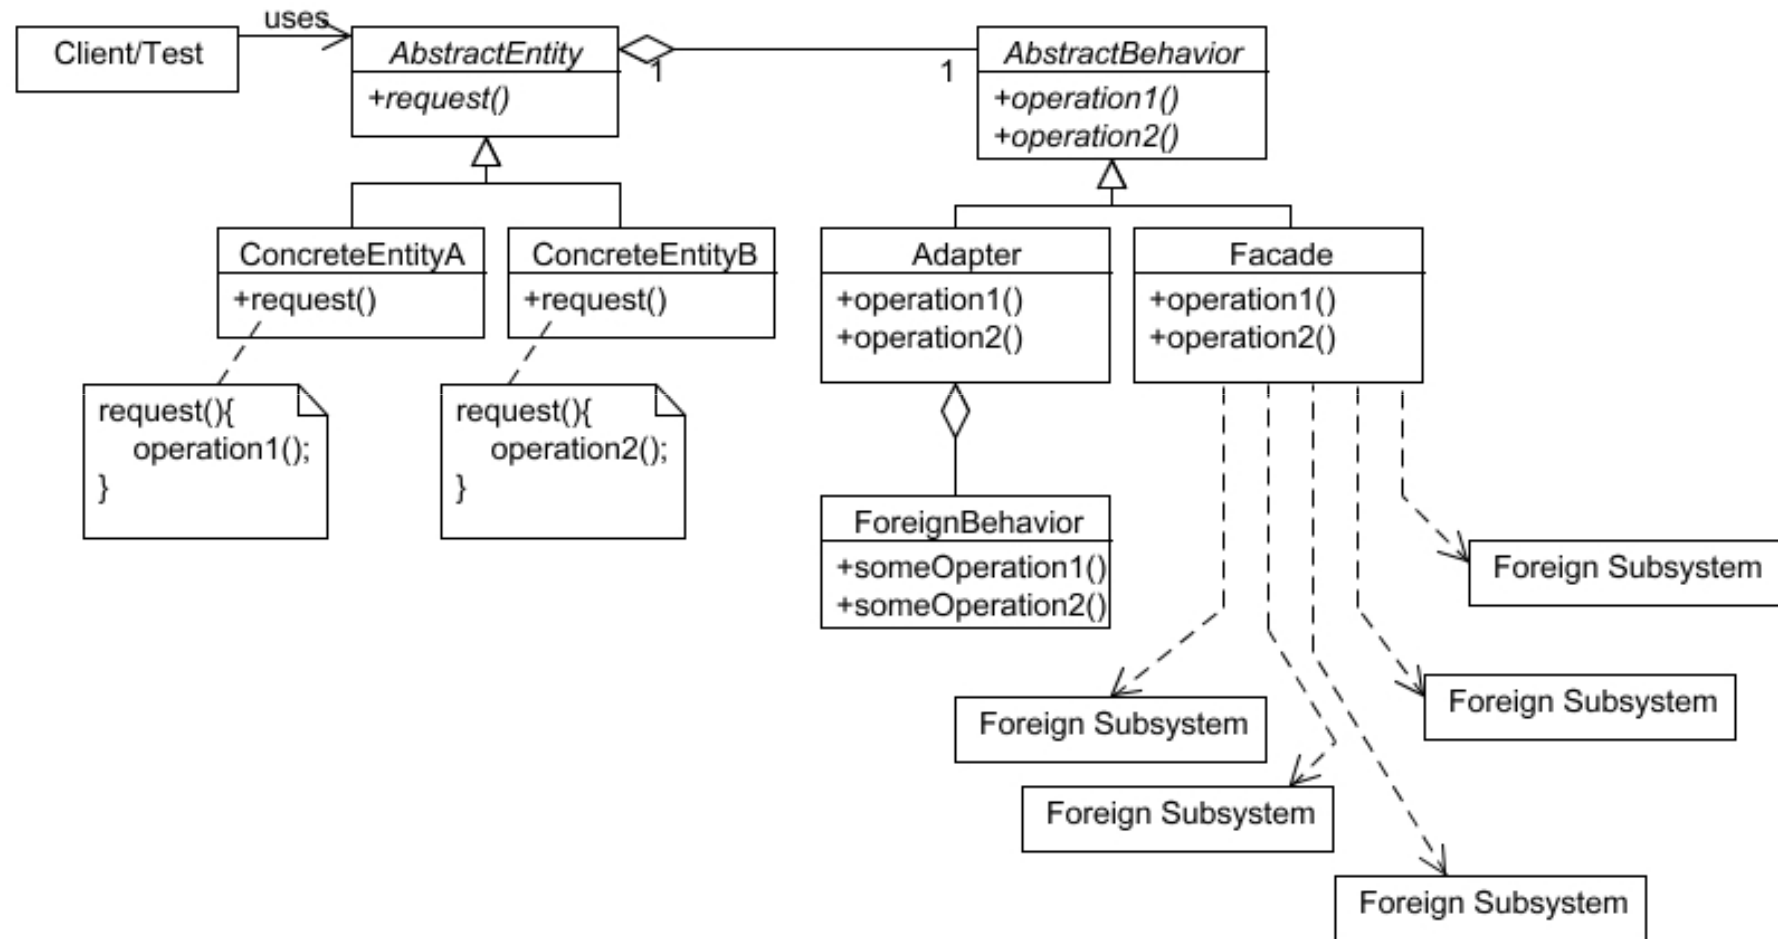 uses
Client/Test
AbstractEntity
+request()
1
1
AbstractBehavior
+operation1()
+operation2()
ConcreteEntityA
+request()
ConcreteEntityB
+request()
Adapter
+operation1()
+operation2()
Facade
+operation1()
+operation2()
request(){
operation1();
}
request(){
operation2();
}
ForeignBehavior
+someOperation1()
+someOperation2()
Foreign Subsystem
Foreign Subsystem
Foreign Subsystem
Foreign Subsystem
Foreign Subsystem